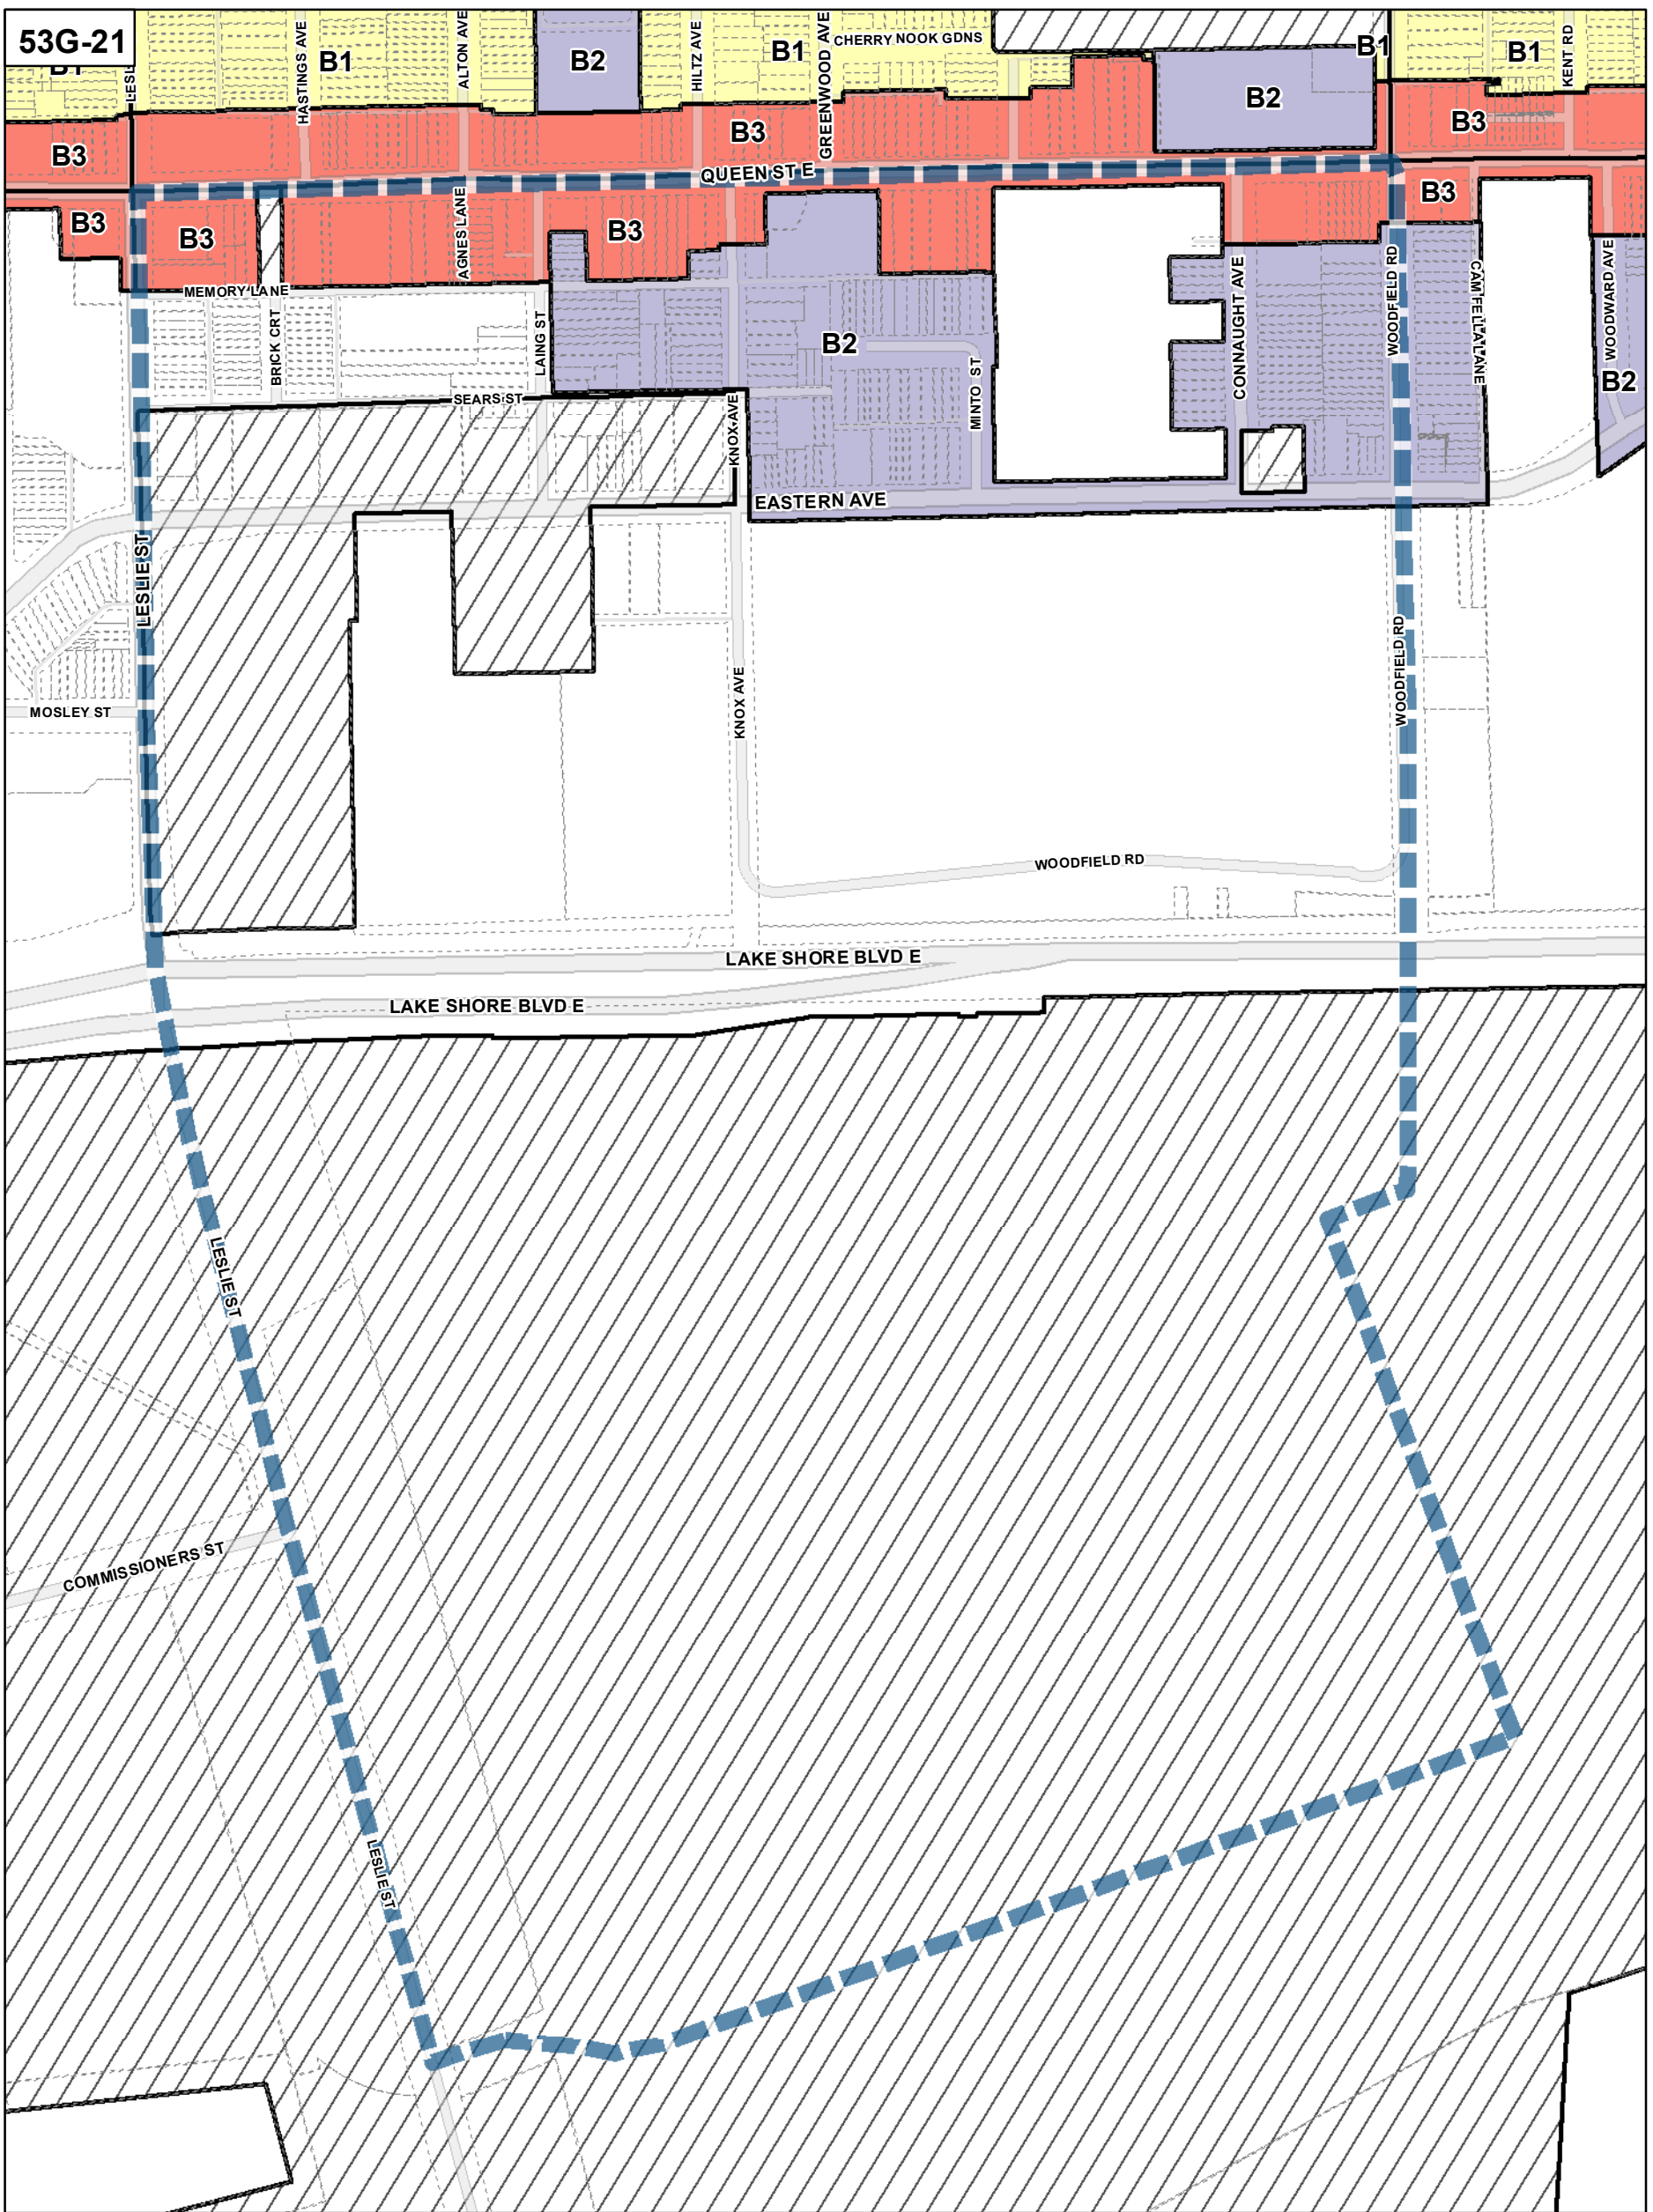 53G-21
B1
LESL
HASTINGS AVE
B1
ALTON AVE
B2
HILTZ AVE
B1
GREENWOOD AVE
CHERRY NOOK GDNS
B1
B1
KENT RD
B2
B3
B3
B3
QUEEN ST E
B3
B3
B3
AGNES LANE
B3
MEMORY LANE
BRICK CRT
LAING ST
B2
MINTO ST
CONNAUGHT AVE
WOODFIELD RD
CAM FELLA LANE
WOODWARD AVE
B2
SEARS ST
KNOX AVE
EASTERN AVE
LESLIE ST
MOSLEY ST
KNOX AVE
WOODFIELD RD
WOODFIELD RD
LAKE SHORE BLVD E
LAKE SHORE BLVD E
LESLIE ST
COMMISSIONERS ST
LESLIE ST